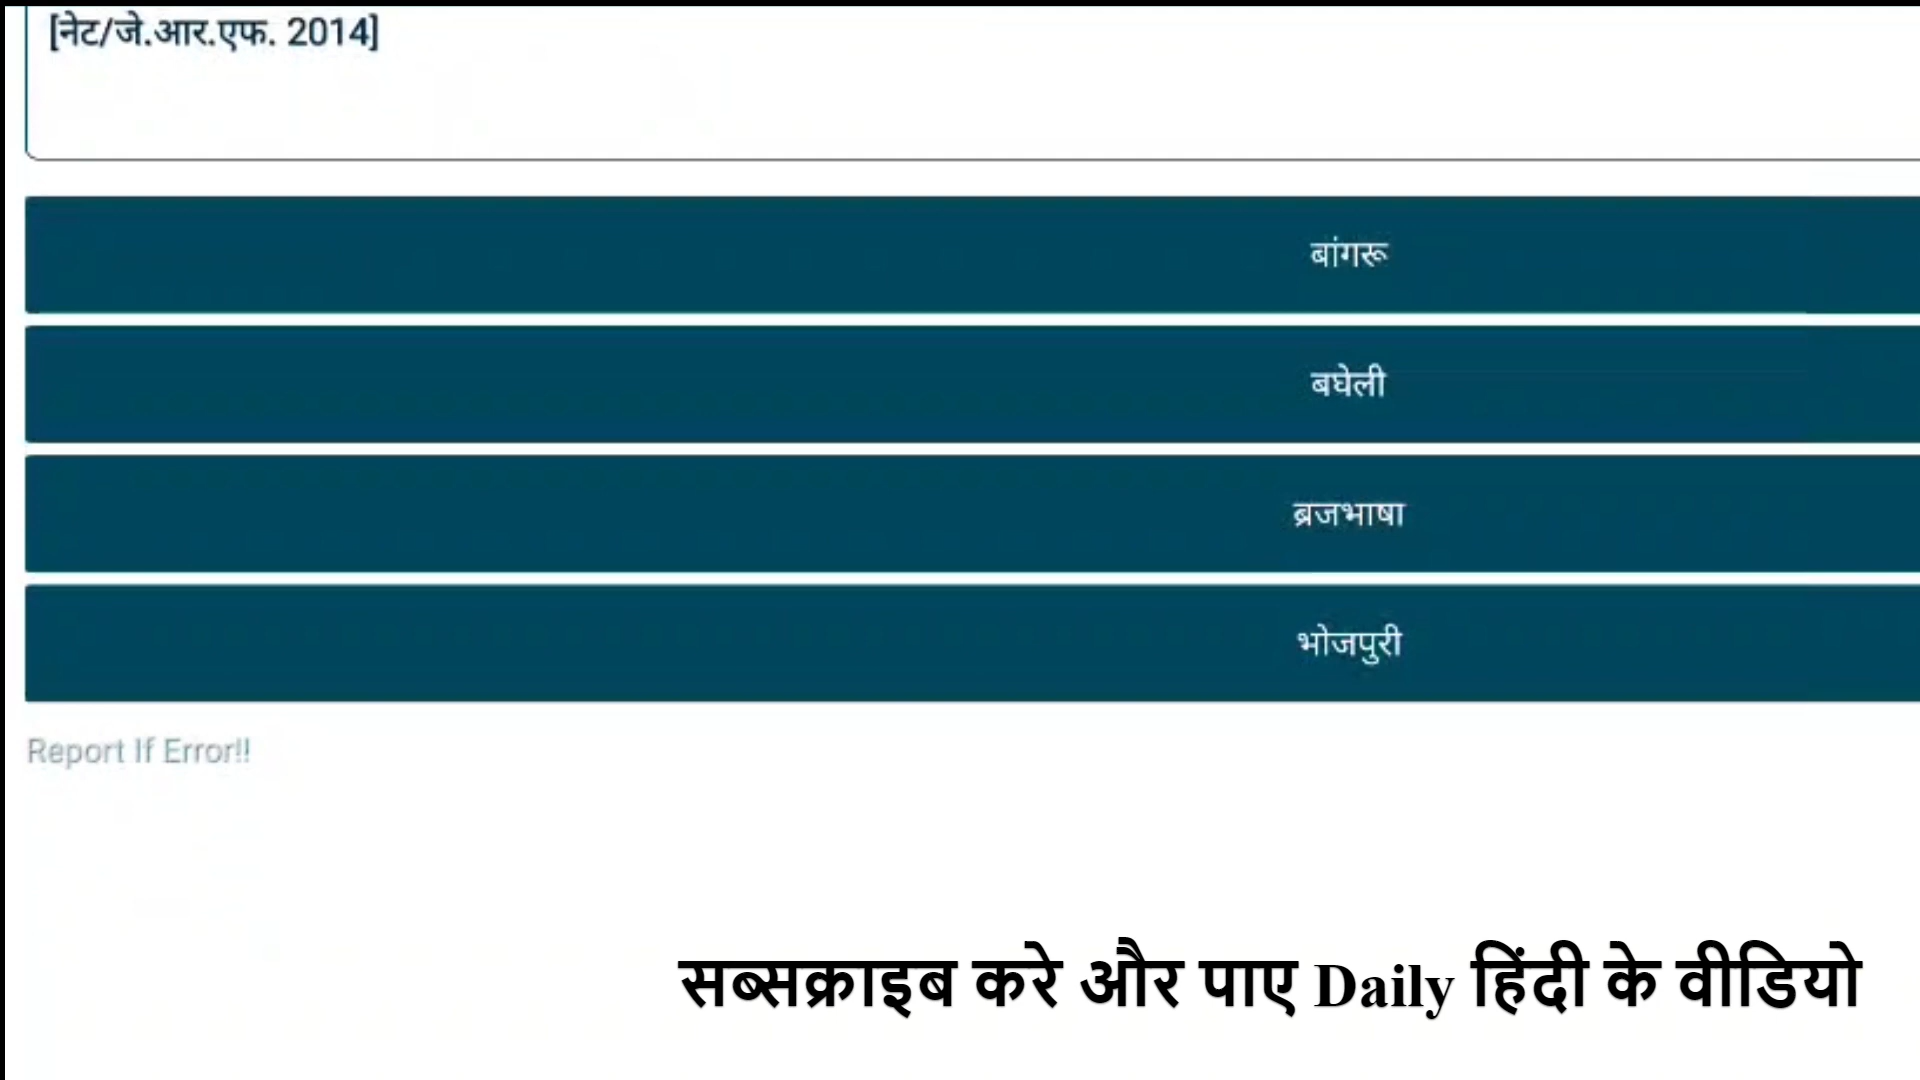 [नेट/जे.आर.एफ. 2014]
बांगरू
बघेली
ब्रजभाषा
भोजपुरी
Report If Error!!
सब्सक्राइब करे और पाए Daily हिंदी के वीडियो